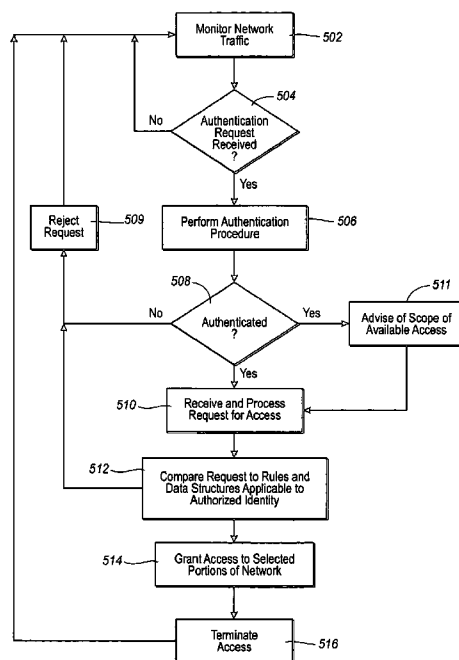 Monitor Network
Traffic
502
504
Authentication
Request
Received
?
No
Yes
Reject
Request
509
Perform Authentication
Procedure
506
508
Authenticated
?
No
Yes
Yes
511
Advise of Scope of
Available Access
510
Receive and Process
Request for Access
512
Compare Request to Rules and
Data Structures Applicable to
Authorized Identity
514
Grant Access to Selected
Portions of Network
Terminate
Access
516